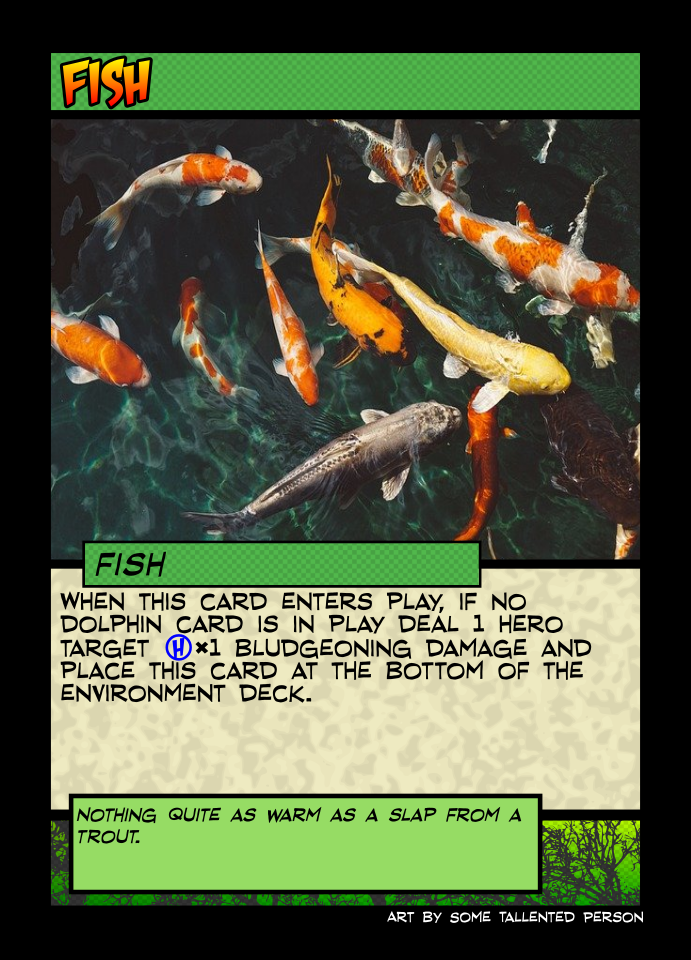 FISH
FISH
WHEN THIS CARD ENTERS PLAY, IF NO
DOLPHIN CARD IS IN PLAY DEAL 1 HERO
TARGET Ⓗ×1 BLUDGEONING DAMAGE AND
PLACE THIS CARD AT THE BOTTOM OF THE
ENVIRONMENT DECK.
NOTHING QUITE AS WARM AS A SLAP FROM A
TROUT.
ART BY SOME TALLENTED PERSON